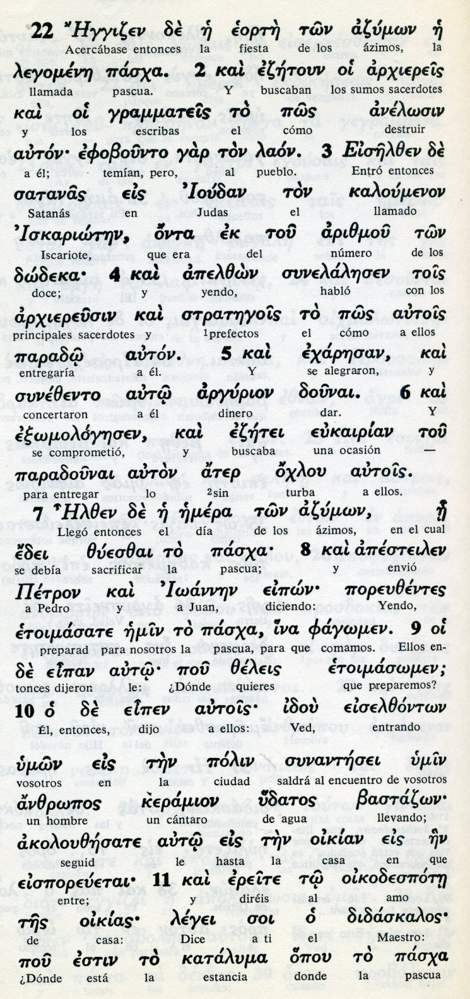 22 Ἤγγιζεν δὲ ἡ ἑορτὴ τῶν ἀζύμων ἡ
Acercábase entonces la fiesta de los ázimos, la
λεγομένη πάσχα. 2 καὶ ἐζήτουν οἱ ἀρχιερεῖς
llamada pascua. Y buscaban los sumos sacerdotes
καὶ οἱ γραμματεῖς τὸ πῶς ἀνέλωσιν
y los escribas el cómo destruir
αὐτόν· ἐφοβοῦντο γὰρ τὸν λαόν. 3 Εἰσῆλθεν δὲ
a él; temían, pero, al pueblo. Entró entonces
σατανᾶς εἰς Ἰούδαν τὸν καλούμενον
Satanás en Judas el llamado
Ἰσκαριώτην, ὄντα ἐκ τοῦ ἀριθμοῦ τῶν
Iscariote, que era del número de los
δώδεκα· 4 καὶ ἀπελθὼν συνελάλησεν τοῖς
doce; y yendo, habló con los
ἀρχιερεῦσιν καὶ στρατηγοῖς τὸ πῶς αὐτοῖς
principales sacerdotes y 1prefectos el cómo a ellos
παραδῷ αὐτόν. 5 καὶ ἐχάρησαν, καὶ
entregaría a él. Y se alegraron, y
συνέθεντο αὐτῷ ἀργύριον δοῦναι. 6 καὶ
concertaron a él dinero dar. Y
ἐξωμολόγησεν, καὶ ἐζήτει εὐκαιρίαν τοῦ
se comprometió, y buscaba una ocasión —
παραδοῦναι αὐτὸν ἄτερ ὄχλου αὐτοῖς.
para entregar lo 2sin turba a ellos.
7 Ἦλθεν δὲ ἡ ἡμέρα τῶν ἀζύμων, ᾗ
Llegó entonces el día de los ázimos, en el cual
ἔδει θύεσθαι τὸ πάσχα· 8 καὶ ἀπέστειλεν
se debía sacrificar la pascua; y envió
Πέτρον καὶ Ἰωάννην εἰπών· πορευθέντες
a Pedro y a Juan, diciendo: Yendo,
ἑτοιμάσατε ἡμῖν τὸ πάσχα, ἵνα φάγωμεν. 9 οἱ
preparad para nosotros la pascua, para que comamos. Ellos en-
δὲ εἶπαν αὐτῷ· ποῦ θέλεις ἑτοιμάσωμεν;
tonces dijeron le: ¿Dónde quieres que preparemos?
10 ὁ δὲ εἶπεν αὐτοῖς· ἰδοὺ εἰσελθόντων
Él, entonces, dijo a ellos: Ved, entrando
ὑμῶν εἰς τὴν πόλιν συναντήσει ὑμῖν
vosotros en la ciudad saldrá al encuentro de vosotros
ἄνθρωπος κεράμιον ὕδατος βαστάζων·
un hombre un cántaro de agua llevando;
ἀκολουθήσατε αὐτῷ εἰς τὴν οἰκίαν εἰς ἣν
seguid le hasta la casa en que
εἰσπορεύεται· 11 καὶ ἐρεῖτε τῷ οἰκοδεσπότῃ
entre; y diréis al amo
τῆς οἰκίας· λέγει σοι ὁ διδάσκαλος·
de casa: Dice a ti el Maestro:
ποῦ ἐστιν τὸ κατάλυμα ὅπου τὸ πάσχα
¿Dónde está la estancia donde la pascua